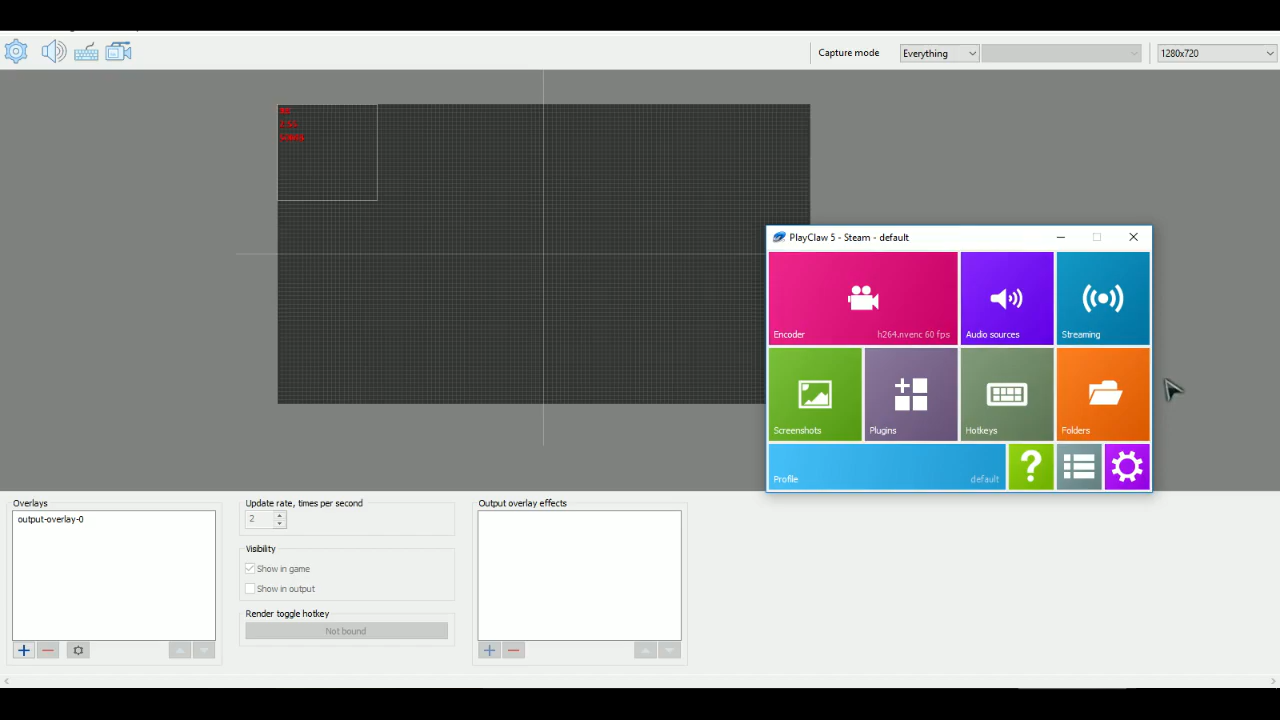 Capture mode
Everything
1280x720
PlayClaw 5 - Steam - default
Encoder
h264.nvenc 60 fps
Audio sources
Streaming
Screenshots
Plugins
Hotkeys
Folders
Profile
default
?
Overlays
output-overlay-0
Update rate, times per second
2
Visibility
Show in game
Show in output
Render toggle hotkey
Not bound
Output overlay effects